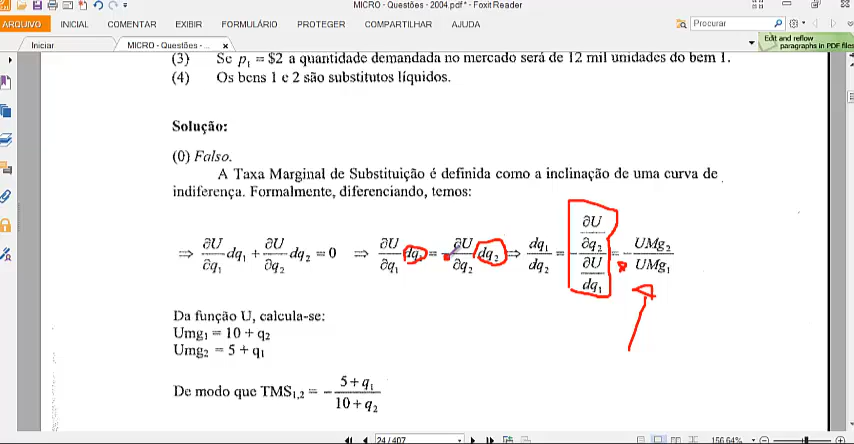 MICRO - Questões - 2004.pdf* - Foxit Reader
ARQUIVO INICIAL COMENTAR EXIBIR FORMULÁRIO PROTEGER COMPARTILHAR AJUDA Procurar
Iniciar MICRO - Questões - ... Edit and reflow
paragraphs in PDF files
(3) Se p₁ = $2 a quantidade demandada no mercado será de 12 mil unidades do bem 1.
(4) Os bens 1 e 2 são substitutos líquidos.
Solução:
(0) Falso.
A Taxa Marginal de Substituição é definida como a inclinação de uma curva de
indiferença. Formalmente, diferenciando, temos:
⇒ ∂U/∂q₁ dq₁ + ∂U/∂q₂ dq₂ = 0 ⇒ ∂U/∂q₁ dq₁ = - ∂U/∂q₂ dq₂ ⇒ dq₁/dq₂ = - (∂U/∂q₂)/(∂U/dq₁) = - UMg₂/UMg₁
Da função U, calcula-se:
Umg₁ = 10 + q₂
Umg₂ = 5 + q₁
De modo que TMS₁,₂ = - (5 + q₁)/(10 + q₂)
24 / 407 156,64%